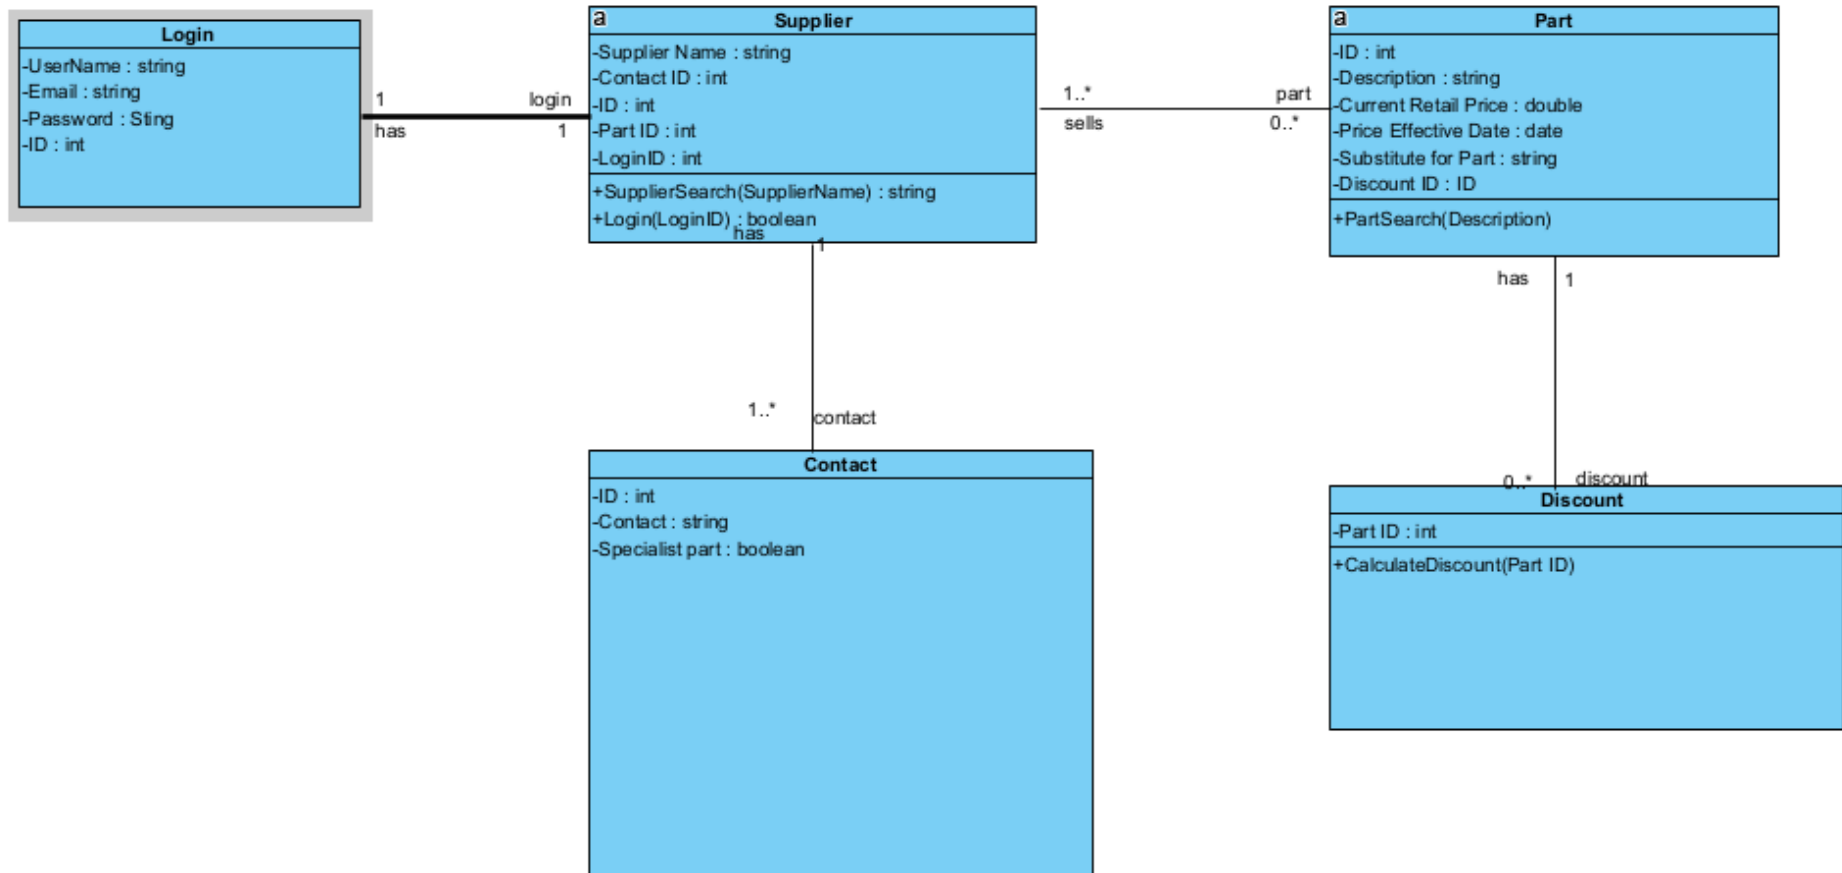 Login
-UserName : string
-Email : string
-Password : Sting
-ID : int
1
has
login
1
a
Supplier
-Supplier Name : string
-Contact ID : int
-ID : int
-Part ID : int
-LoginID : int
+SupplierSearch(SupplierName) : string
+Login(LoginID) : boolean
has
1
1..*
sells
part
0..*
a
Part
-ID : int
-Description : string
-Current Retail Price : double
-Price Effective Date : date
-Substitute for Part : string
-Discount ID : ID
+PartSearch(Description)
has
1
1..*
contact
Contact
-ID : int
-Contact : string
-Specialist part : boolean
0..*
discount
Discount
-Part ID : int
+CalculateDiscount(Part ID)